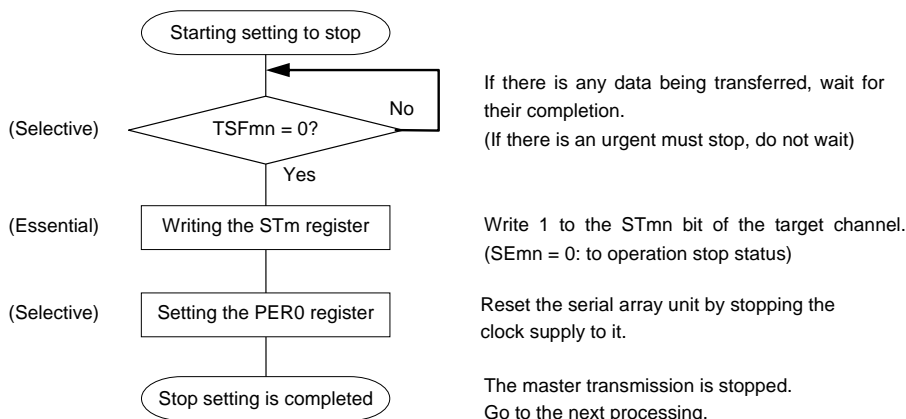 Starting setting to stop
No
If there is any data being transferred, wait for
their completion.
(If there is an urgent must stop, do not wait)
(Selective)
TSFmn = 0?
Yes
(Essential)
Writing the STm register
Write 1 to the STmn bit of the target channel.
(SEmn = 0: to operation stop status)
(Selective)
Setting the PER0 register
Reset the serial array unit by stopping the
clock supply to it.
Stop setting is completed
The master transmission is stopped.
Go to the next processing.